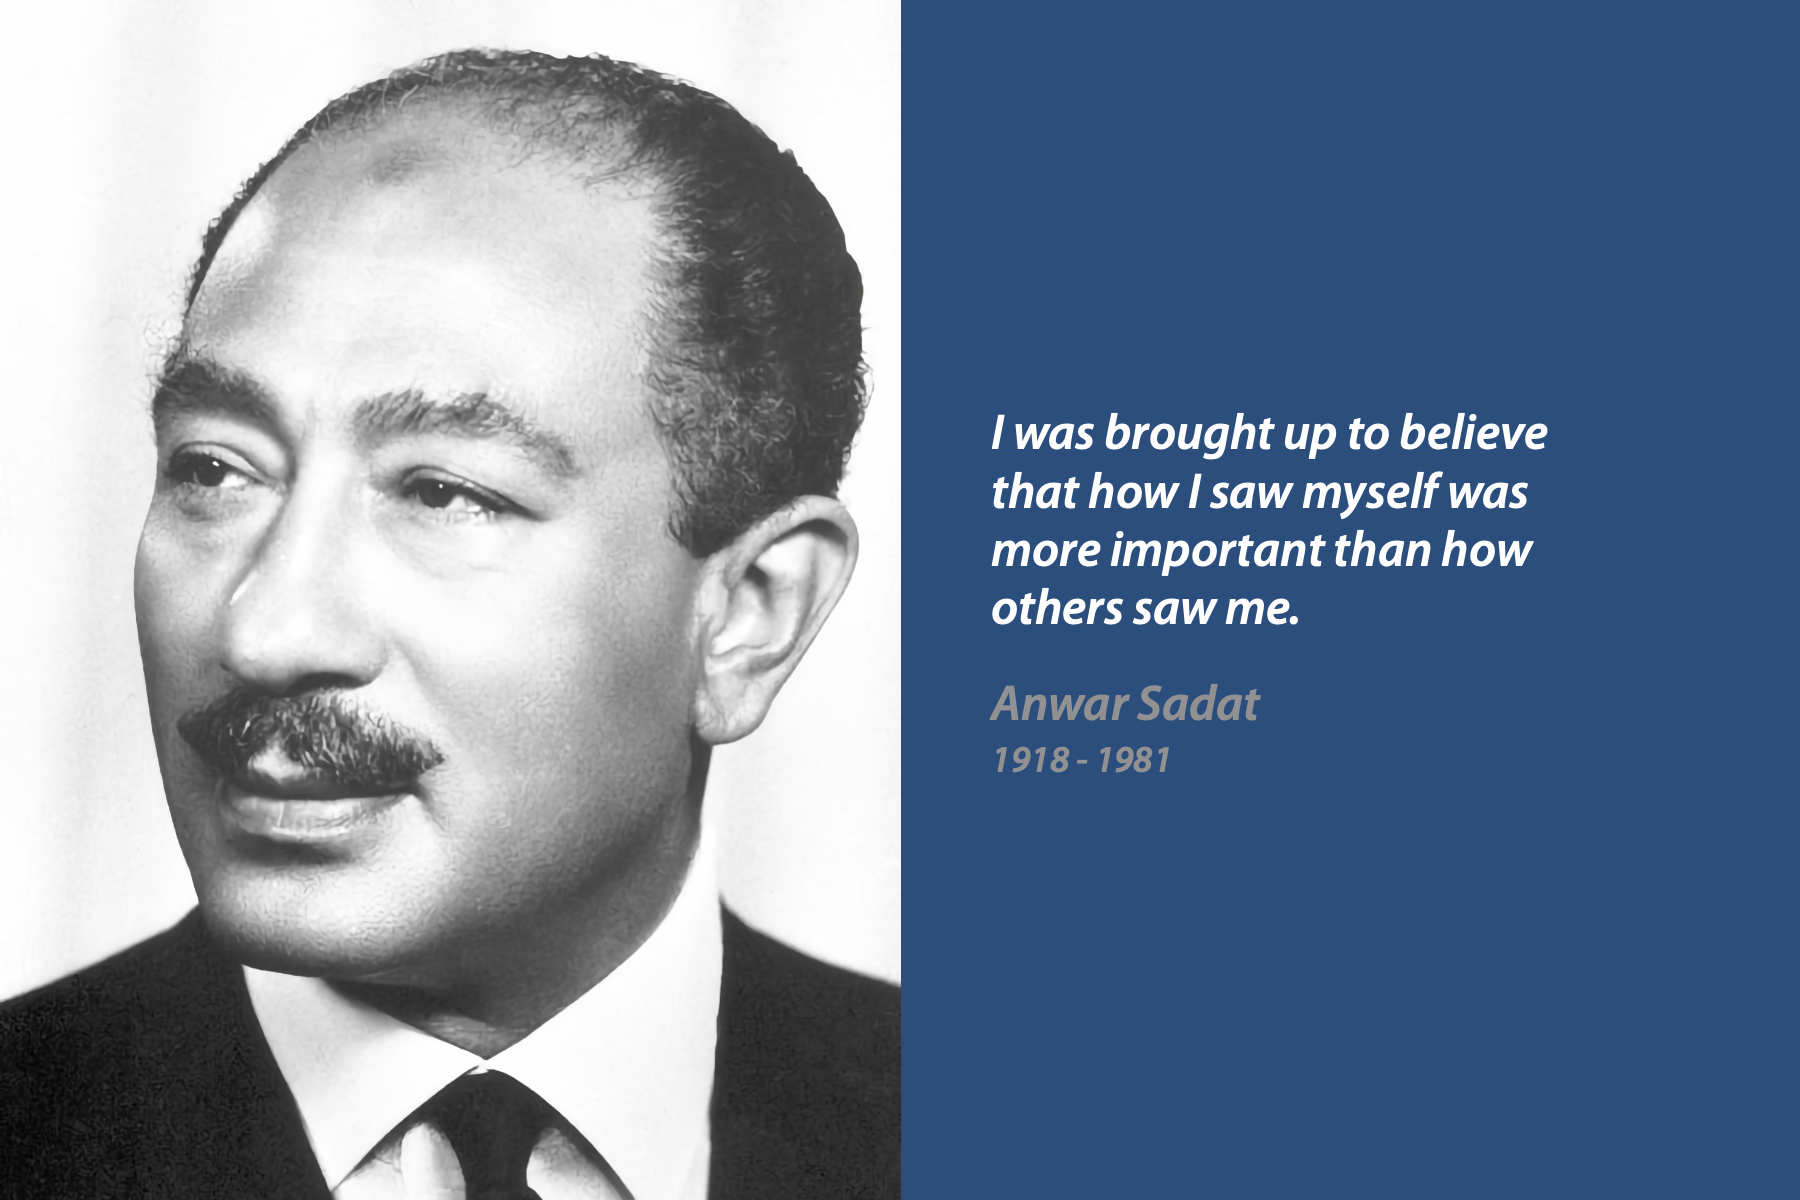 I was brought up to believe
that how I saw myself was
more important than how
others saw me.
Anwar Sadat
1918 - 1981